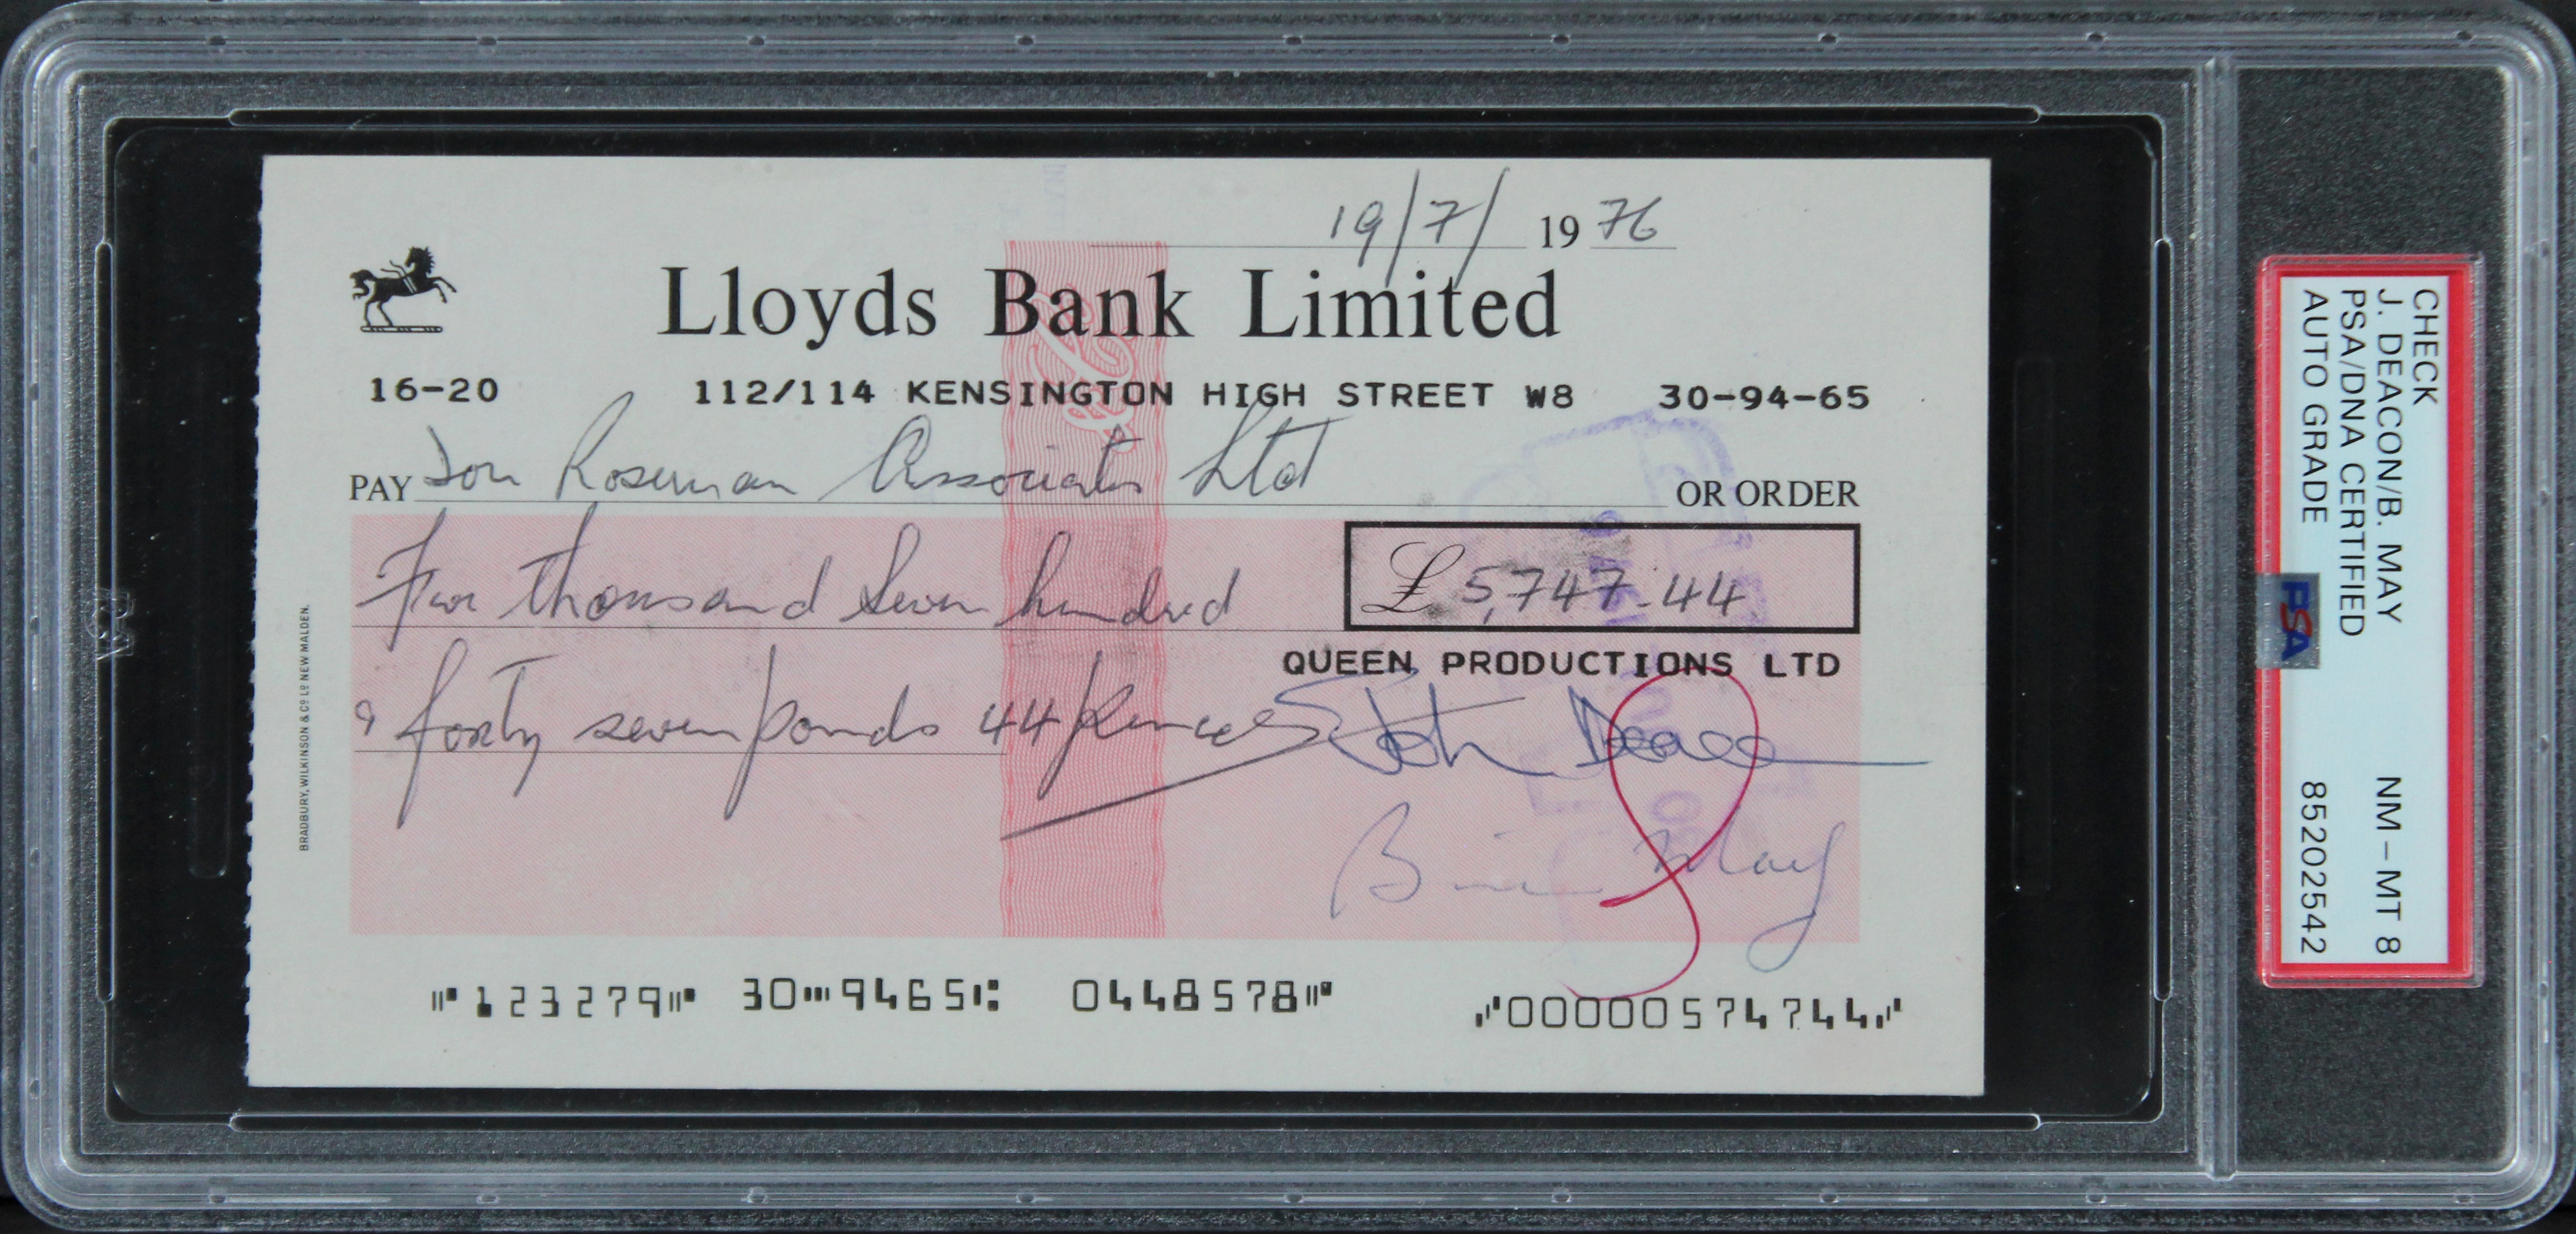 19/7/ 1976
Lloyds Bank Limited
16-20 112/114 KENSINGTON HIGH STREET W8 30-94-65
PAY Don Roseman Associates Ltd OR ORDER
Five thousand Seven hundred £ 5,747.44
QUEEN PRODUCTIONS LTD
& forty seven pounds 44 pences John Deacon
Brian May
BRADBURY, WILKINSON & Co Ld NEW MALDEN.
123279 30 9465 0448578 00000574744
CHECK
J. DEACON/B. MAY NM-MT 8
PSA/DNA CERTIFIED
AUTO GRADE 85202542
PSA